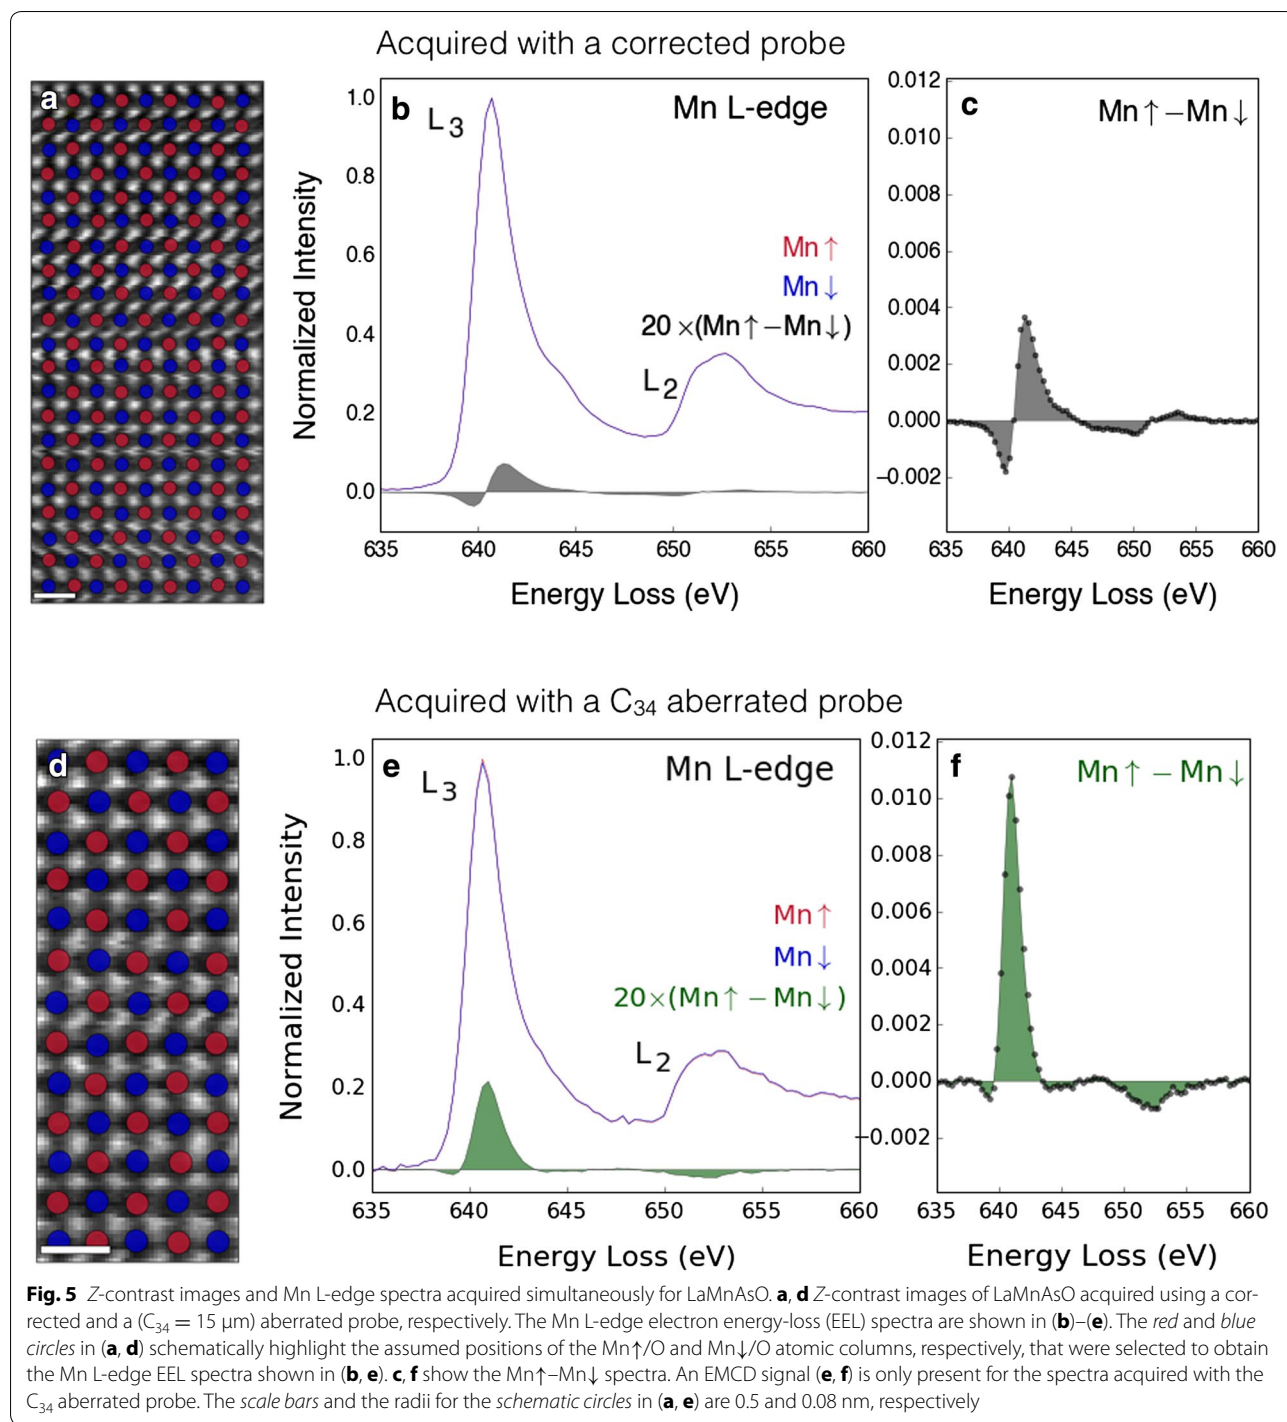 Acquired with a corrected probe
a
b
L3
Mn L-edge
Mn↑
Mn↓
20 ×(Mn↑ −Mn↓)
L2
Normalized Intensity
1.0
0.8
0.6
0.4
0.2
0.0
635 640 645 650 655 660
Energy Loss (eV)
c
Mn↑ −Mn↓
0.012
0.010
0.008
0.006
0.004
0.002
0.000
−0.002
635 640 645 650 655 660
Energy Loss (eV)
Acquired with a C34 aberrated probe
d
e
L3
Mn L-edge
Mn↑
Mn↓
20×(Mn↑ − Mn↓)
L2
Normalized Intensity
1.0
0.8
0.6
0.4
0.2
0.0
635 640 645 650 655 660
Energy Loss (eV)
f
Mn↑ − Mn↓
0.012
0.010
0.008
0.006
0.004
0.002
0.000
−0.002
635 640 645 650 655 660
Energy Loss (eV)
Fig. 5 Z-contrast images and Mn L-edge spectra acquired simultaneously for LaMnAsO. a, d Z-contrast images of LaMnAsO acquired using a cor-
rected and a (C34 = 15 μm) aberrated probe, respectively. The Mn L-edge electron energy-loss (EEL) spectra are shown in (b)–(e). The red and blue
circles in (a, d) schematically highlight the assumed positions of the Mn↑/O and Mn↓/O atomic columns, respectively, that were selected to obtain
the Mn L-edge EEL spectra shown in (b, e). c, f show the Mn↑–Mn↓ spectra. An EMCD signal (e, f) is only present for the spectra acquired with the
C34 aberrated probe. The scale bars and the radii for the schematic circles in (a, e) are 0.5 and 0.08 nm, respectively